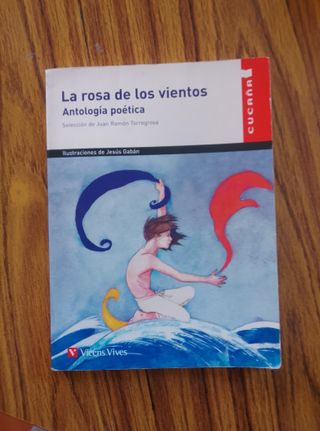 La rosa de los vientos
Antología poética
Selección de Juan Ramón Torregrosa
Ilustraciones de Jesús Gabán
CUCAÑA
Vicens Vives